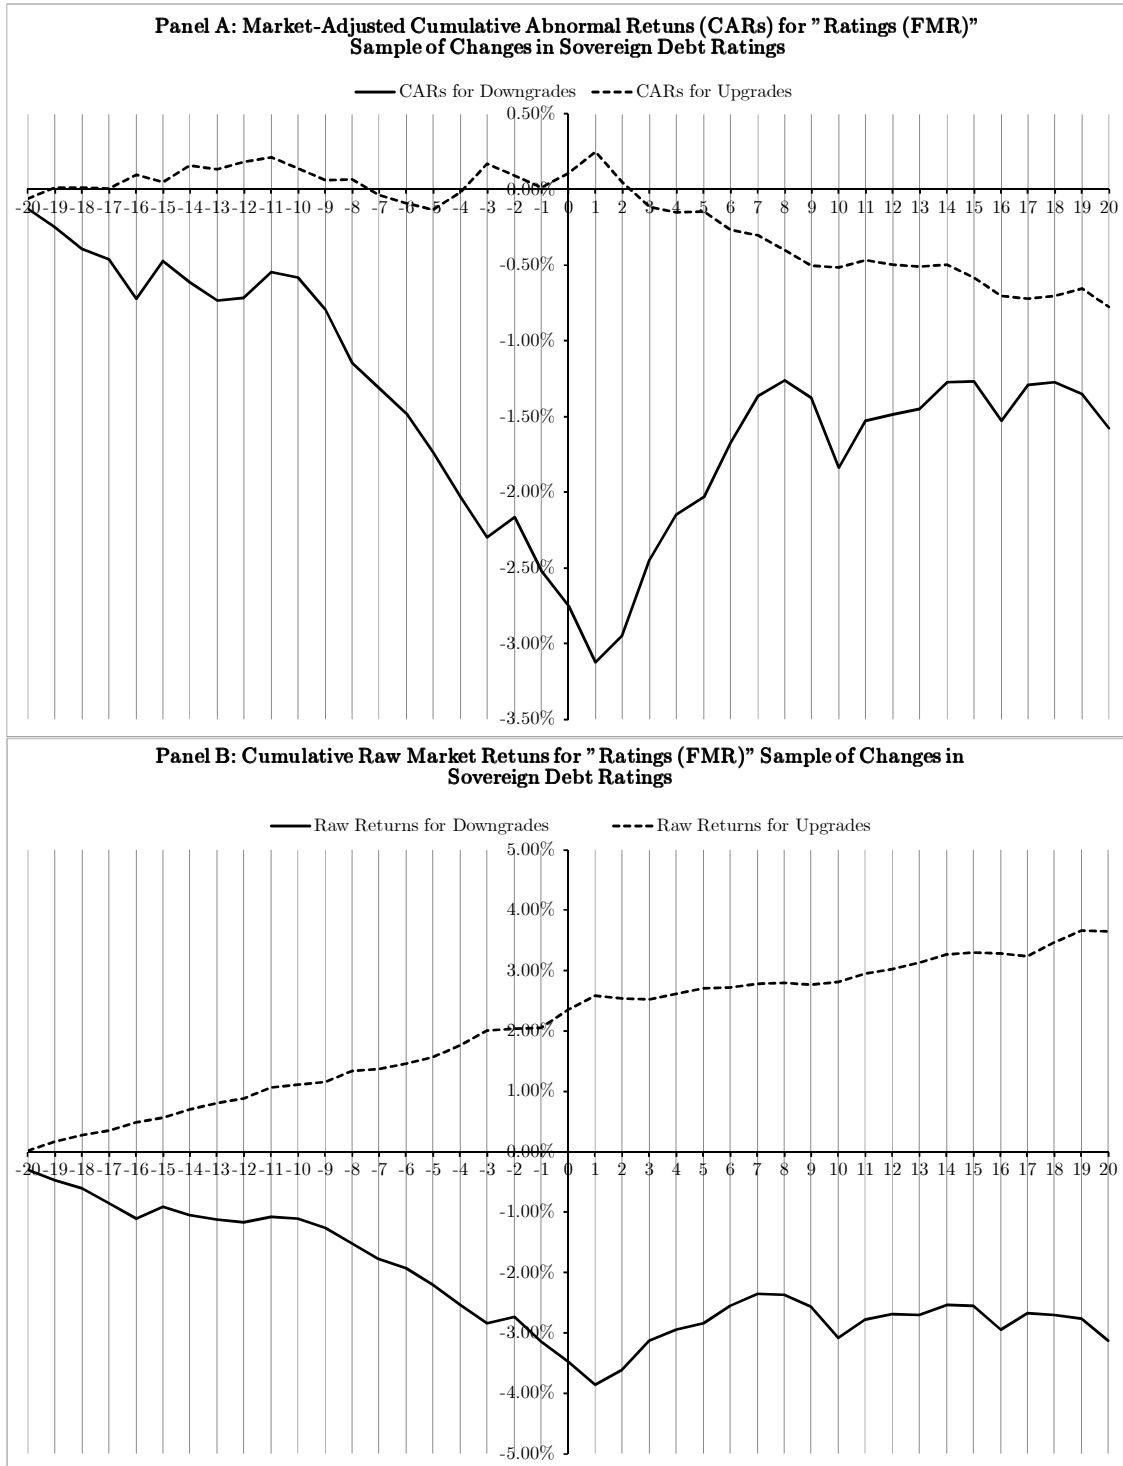 Panel A: Market-Adjusted Cumulative Abnormal Retuns (CARs) for ”Ratings (FMR)”
Sample of Changes in Sovereign Debt Ratings
CARs for Downgrades CARs for Upgrades
0.50%
0.00%
-20 -19 -18 -17 -16 -15 -14 -13 -12 -11 -10 -9 -8 -7 -6 -5 -4 -3 -2 -1 0 1 2 3 4 5 6 7 8 9 10 11 12 13 14 15 16 17 18 19 20
-0.50%
-1.00%
-1.50%
-2.00%
-2.50%
-3.00%
-3.50%
Panel B: Cumulative Raw Market Retuns for ”Ratings (FMR)” Sample of Changes in
Sovereign Debt Ratings
Raw Returns for Downgrades Raw Returns for Upgrades
5.00%
4.00%
3.00%
2.00%
1.00%
0.00%
-20 -19 -18 -17 -16 -15 -14 -13 -12 -11 -10 -9 -8 -7 -6 -5 -4 -3 -2 -1 0 1 2 3 4 5 6 7 8 9 10 11 12 13 14 15 16 17 18 19 20
-1.00%
-2.00%
-3.00%
-4.00%
-5.00%